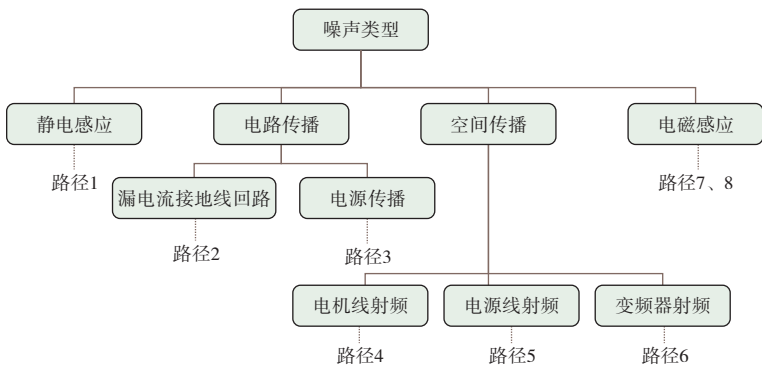 噪声类型
静电感应
电路传播
空间传播
电磁感应
路径1
漏电流接地线回路
电源传播
路径7、8
路径2
路径3
电机线射频
电源线射频
变频器射频
路径4
路径5
路径6